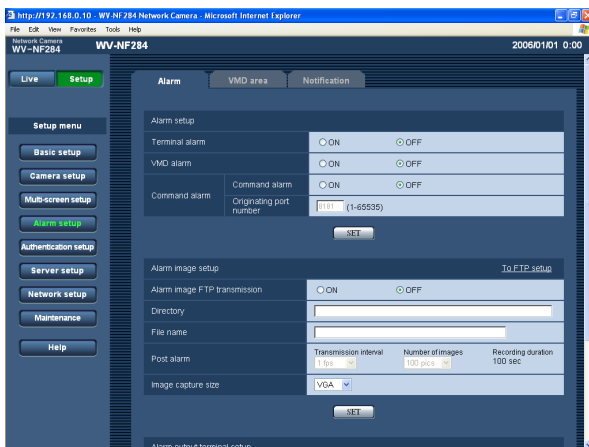 http://192.168.0.10 - WV-NF284 Network Camera - Microsoft Internet Explorer
File Edit View Favorites Tools Help
Network Camera
WV-NF284
WV-NF284
2006/01/01 0:00
Live Setup
Alarm VMD area Notification
Setup menu
Basic setup
Camera setup
Multi-screen setup
Alarm setup
Authentication setup
Server setup
Network setup
Maintenance
Help
Alarm setup
Terminal alarm ON OFF
VMD alarm ON OFF
Command alarm
Command alarm ON OFF
Originating port number 8181 (1-65535)
SET
Alarm image setup To FTP setup
Alarm image FTP transmission ON OFF
Directory
File name
Post alarm
Transmission interval Number of images Recording duration
1 fps 100 pics 100 sec
Image capture size VGA
SET
Alarm output terminal setup